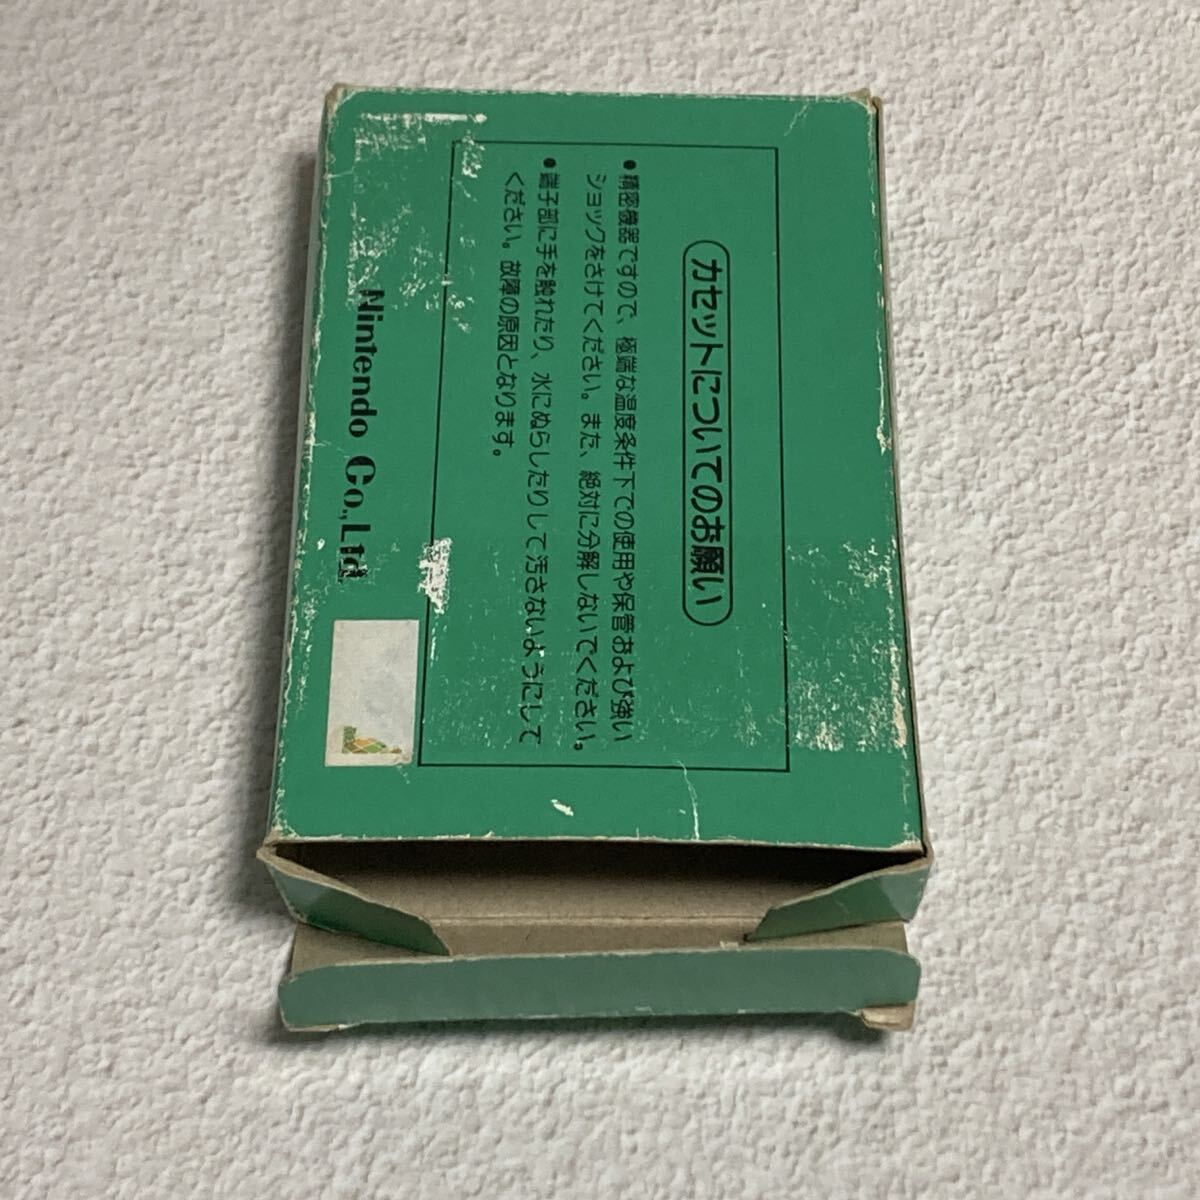 カセットについてのお願い
●精密機器ですので、極端な温度条件下での使用や保管および強い
ショックをさけてください。また、絶対に分解しないでください。
●端子部に手を触れたり、水にぬらしたりして汚さないようにして
ください。故障の原因となります。
Nintendo Co.,Ltd.